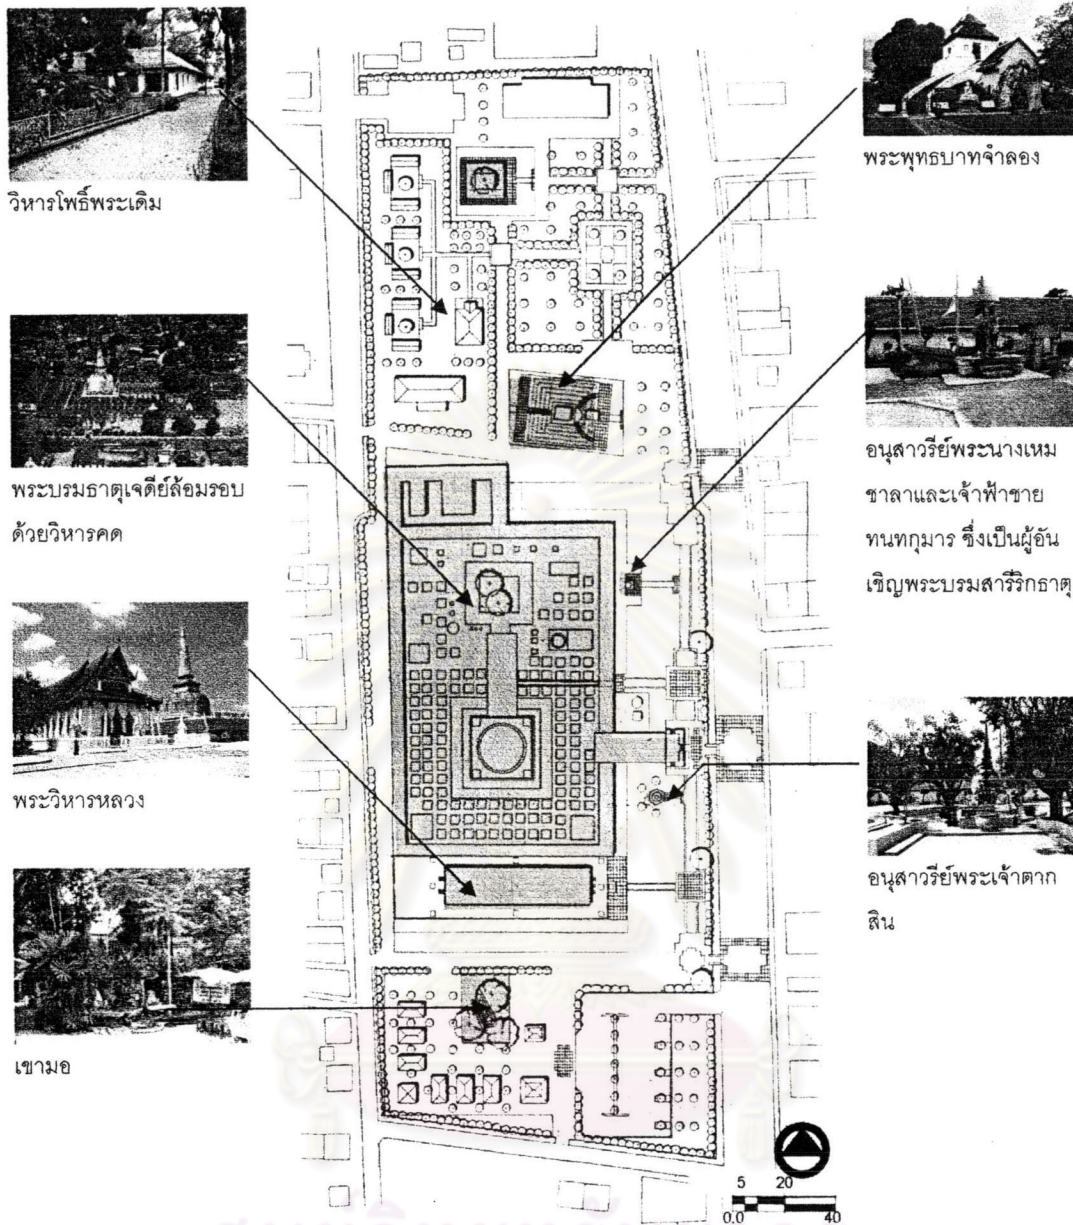 วิหารโพธิ์พระเดิม
พระบรมธาตุเจดีย์ล้อมรอบ
ด้วยวิหารคด
พระวิหารหลวง
เขามอ
พระพุทธบาทจำลอง
อนุสาวรีย์พระนางเหม
ชาลาและเจ้าฟ้าชาย
ทนทกุมาร ซึ่งเป็นผู้อัน
เชิญพระบรมสารีริกธาตุ
อนุสาวรีย์พระเจ้าตาก
สิน
5 20
0.0 40